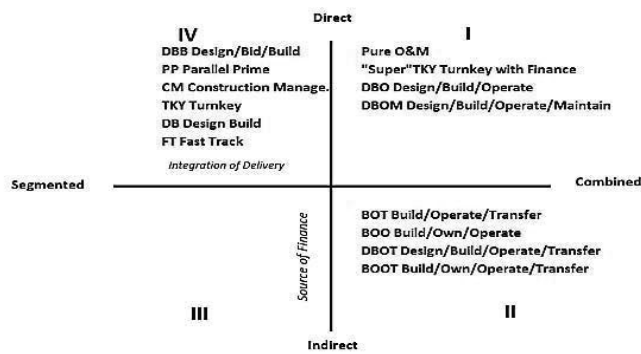 Direct
IV
DBB Design/Bid/Build
PP Parallel Prime
CM Construction Manage.
TKY Turnkey
DB Design Build
FT Fast Track
Integration of Delivery
I
Pure O&M
"Super"TKY Turnkey with Finance
DBO Design/Build/Operate
DBOM Design/Build/Operate/Maintain
Segmented
Combined
Source of Finance
BOT Build/Operate/Transfer
BOO Build/Own/Operate
DBOT Design/Build/Operate/Transfer
BOOT Build/Own/Operate/Transfer
III
II
Indirect